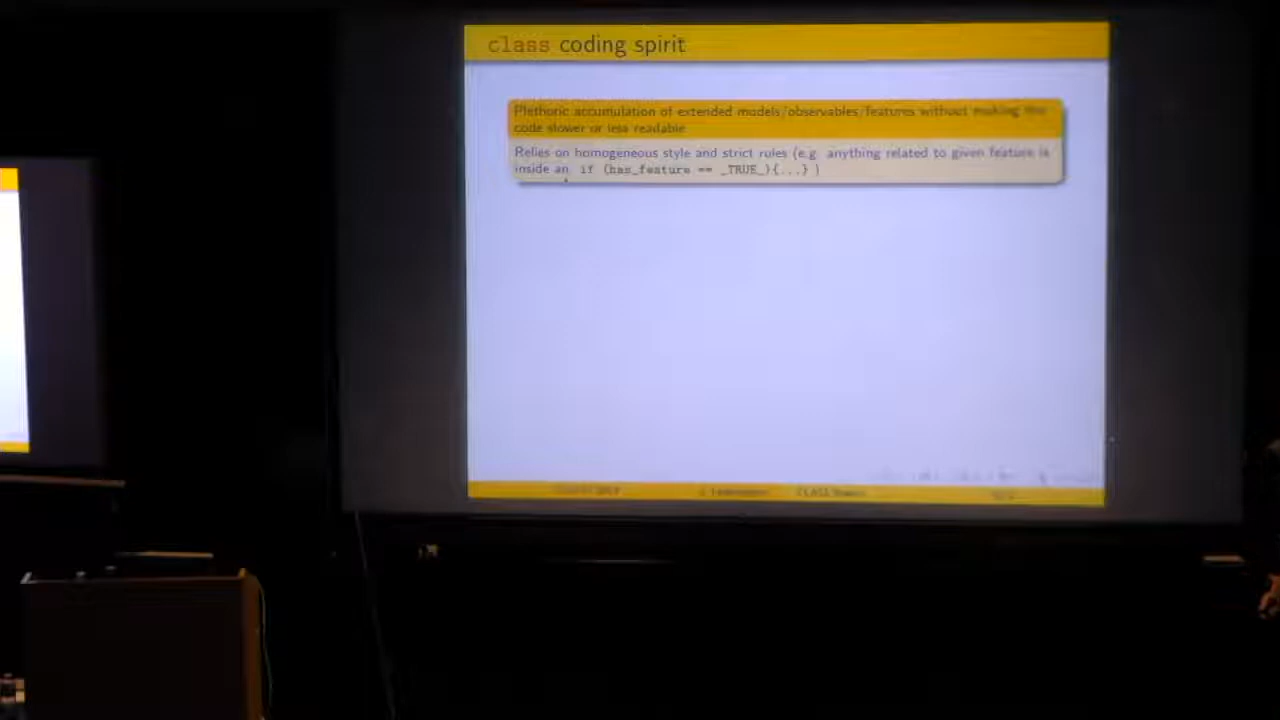 class coding spirit
Plethoric accumulation of extended models/observables/features without making the
code slower or less readable
Relies on homogeneous style and strict rules (e.g. anything related to given feature is
inside an if (has_feature == _TRUE_){...} )